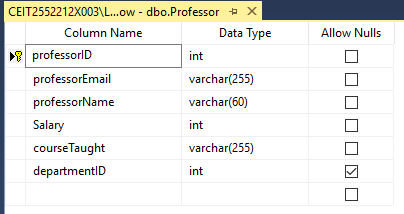 CEIT2552212X003\L...ow - dbo.Professor
Column Name Data Type Allow Nulls
professorID int
professorEmail varchar(255)
professorName varchar(60)
Salary int
courseTaught varchar(255)
departmentID int